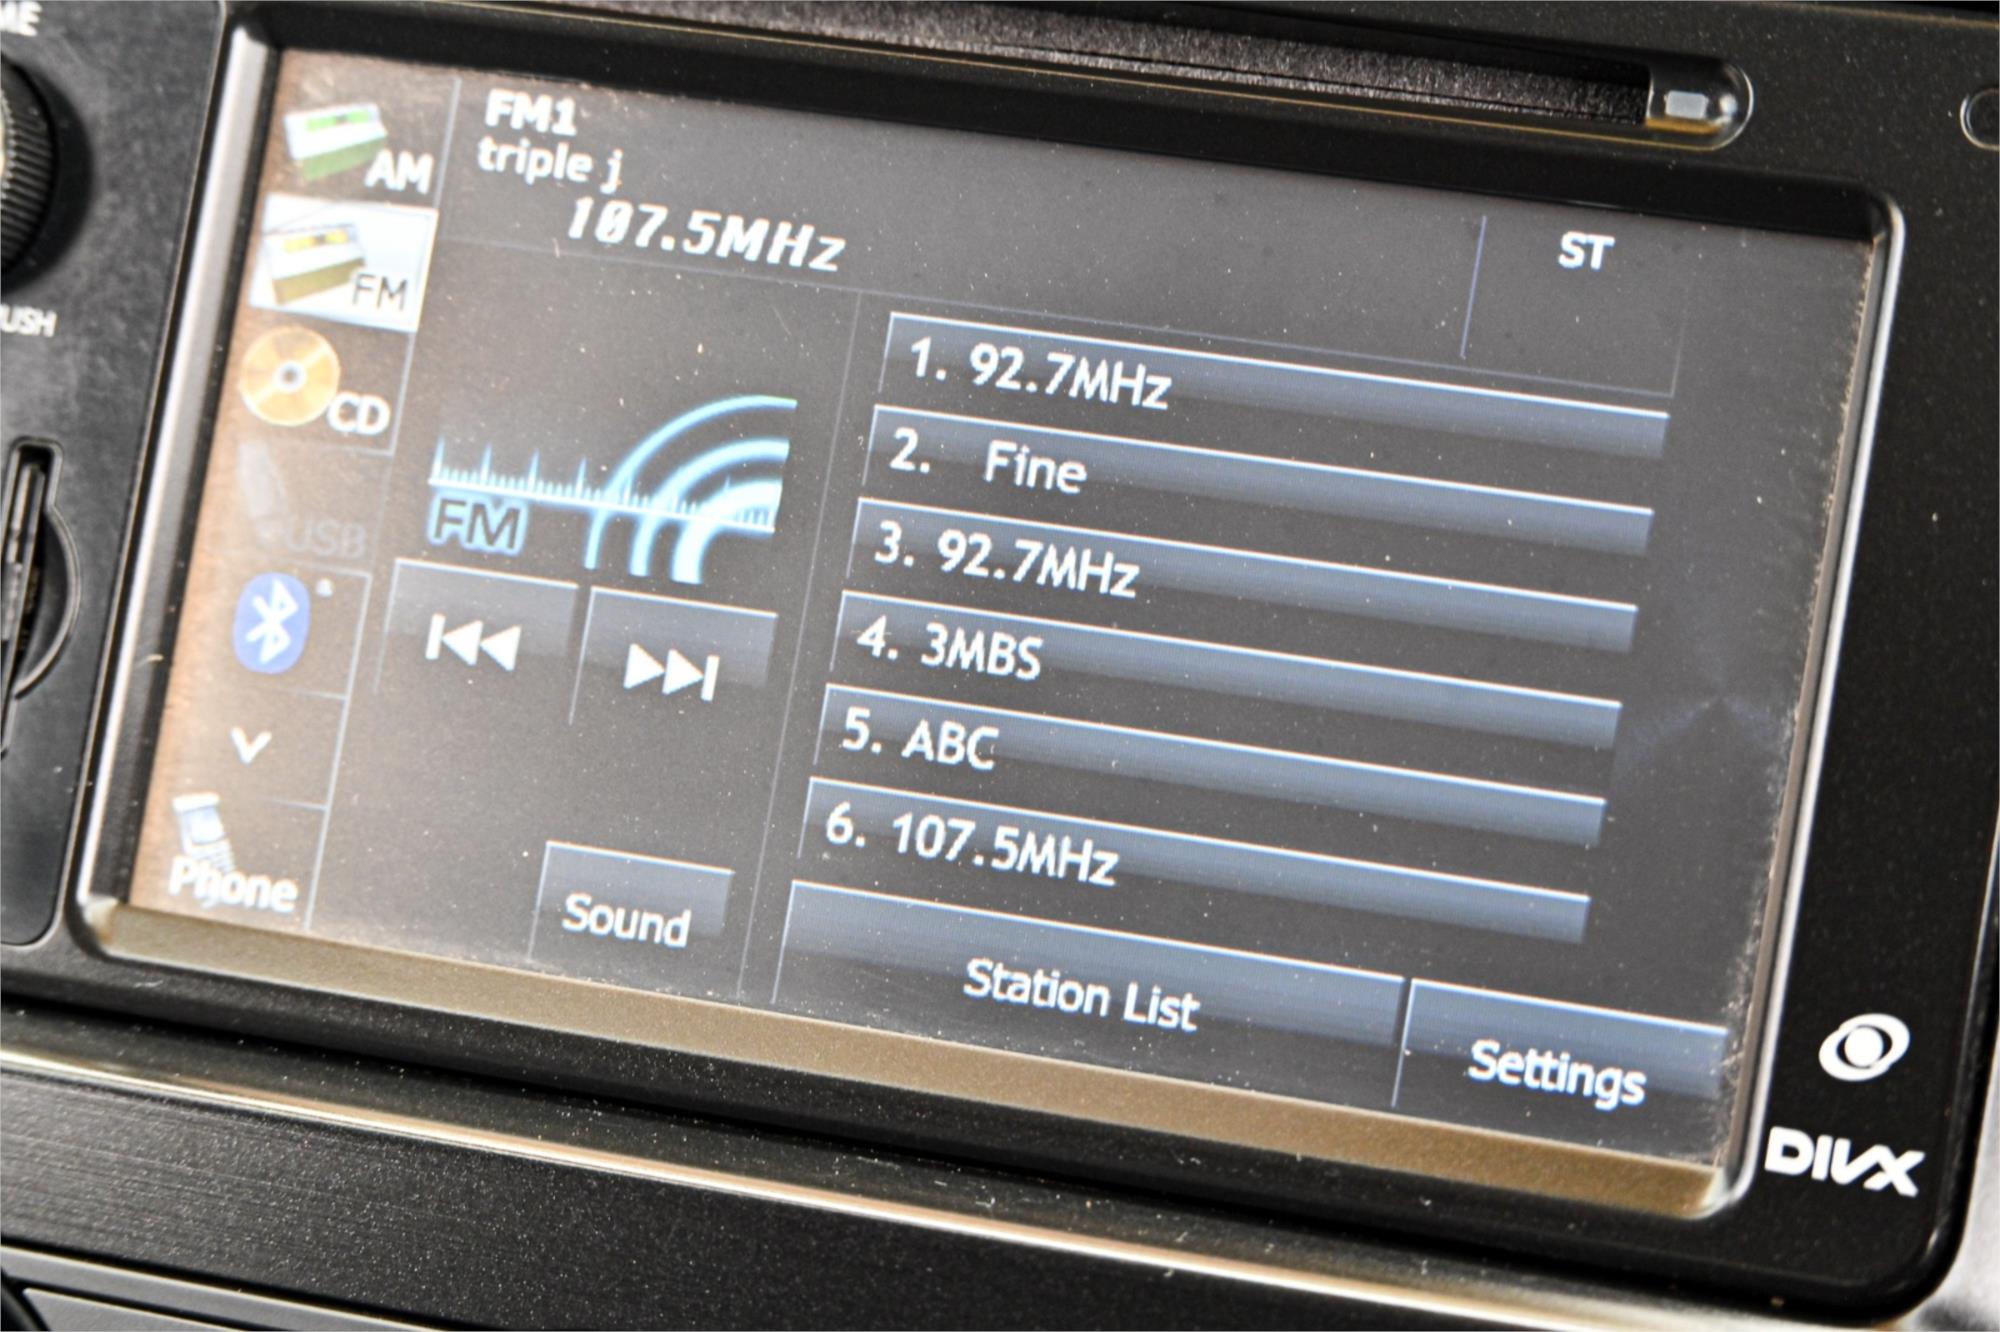 FM1
triple j
107.5MHz
ST
AM
FM
CD
USB
Phone
FM
Sound
1. 92.7MHz
2. Fine
3. 92.7MHz
4. 3MBS
5. ABC
6. 107.5MHz
Station List
Settings
DIVX